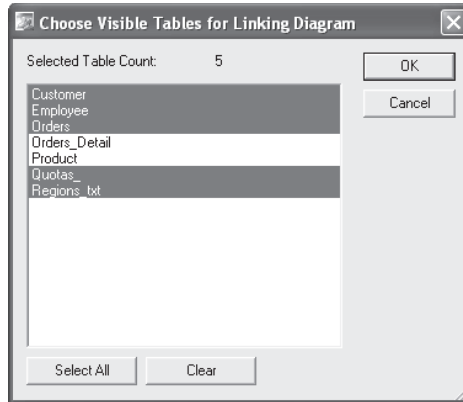 Choose Visible Tables for Linking Diagram
Selected Table Count: 5
OK
Customer
Cancel
Employee
Orders
Orders_Detail
Product
Quotas_
Regions_txt
Select All Clear